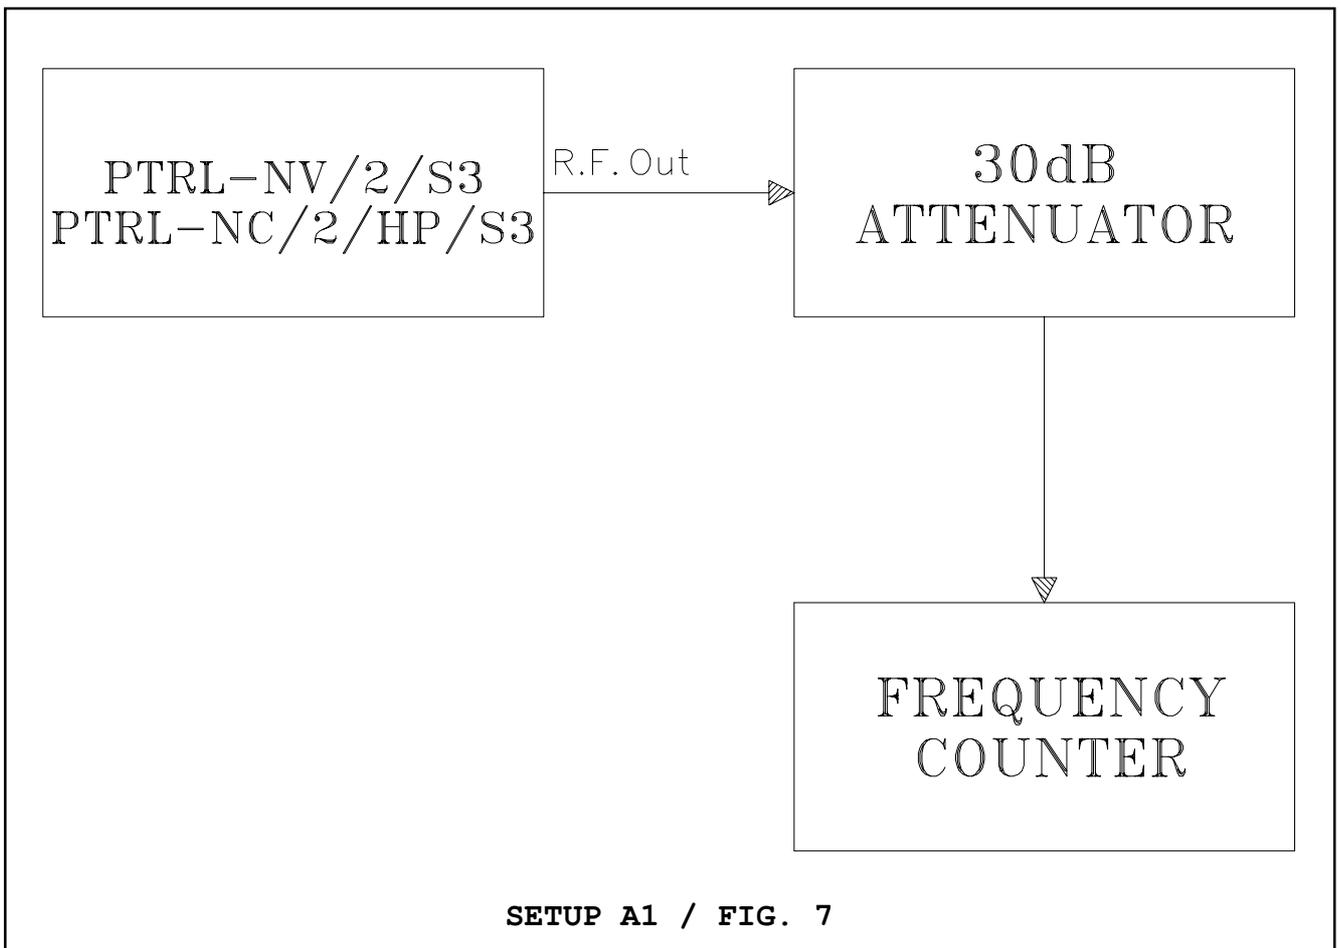 PTRL-NV/2/S3
PTRL-NC/2/HP/S3
R.F. Out
30dB
ATTENUATOR
FREQUENCY
COUNTER
SETUP A1 / FIG. 7